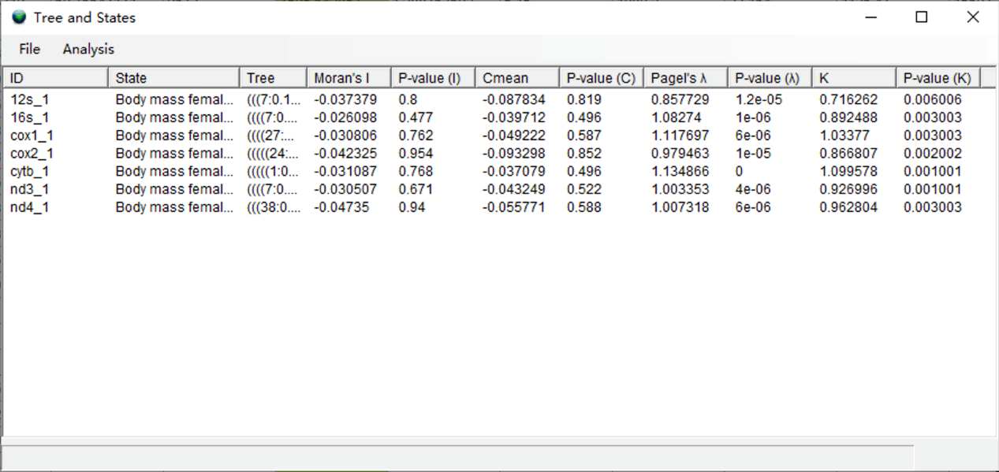 Tree and States
File Analysis
ID State Tree Moran's I P-value (I) Cmean P-value (C) Pagel's λ P-value (λ) K P-value (K)
12s_1 Body mass femal... (((7:0.1... -0.037379 0.8 -0.087834 0.819 0.857729 1.2e-05 0.716262 0.006006
16s_1 Body mass femal... ((((7:0.... -0.026098 0.477 -0.039712 0.496 1.08274 1e-06 0.892488 0.003003
cox1_1 Body mass femal... ((((27:... -0.030806 0.762 -0.049222 0.587 1.117697 6e-06 1.03377 0.003003
cox2_1 Body mass femal... (((((24:... -0.042325 0.954 -0.093298 0.852 0.979463 1e-05 0.866807 0.002002
cytb_1 Body mass femal... (((((1:0... -0.031087 0.768 -0.037079 0.496 1.134866 0 1.099578 0.001001
nd3_1 Body mass femal... ((((7:0.... -0.030507 0.671 -0.043249 0.522 1.003353 4e-06 0.926996 0.001001
nd4_1 Body mass femal... (((38:0.... -0.04735 0.94 -0.055771 0.588 1.007318 6e-06 0.962804 0.003003